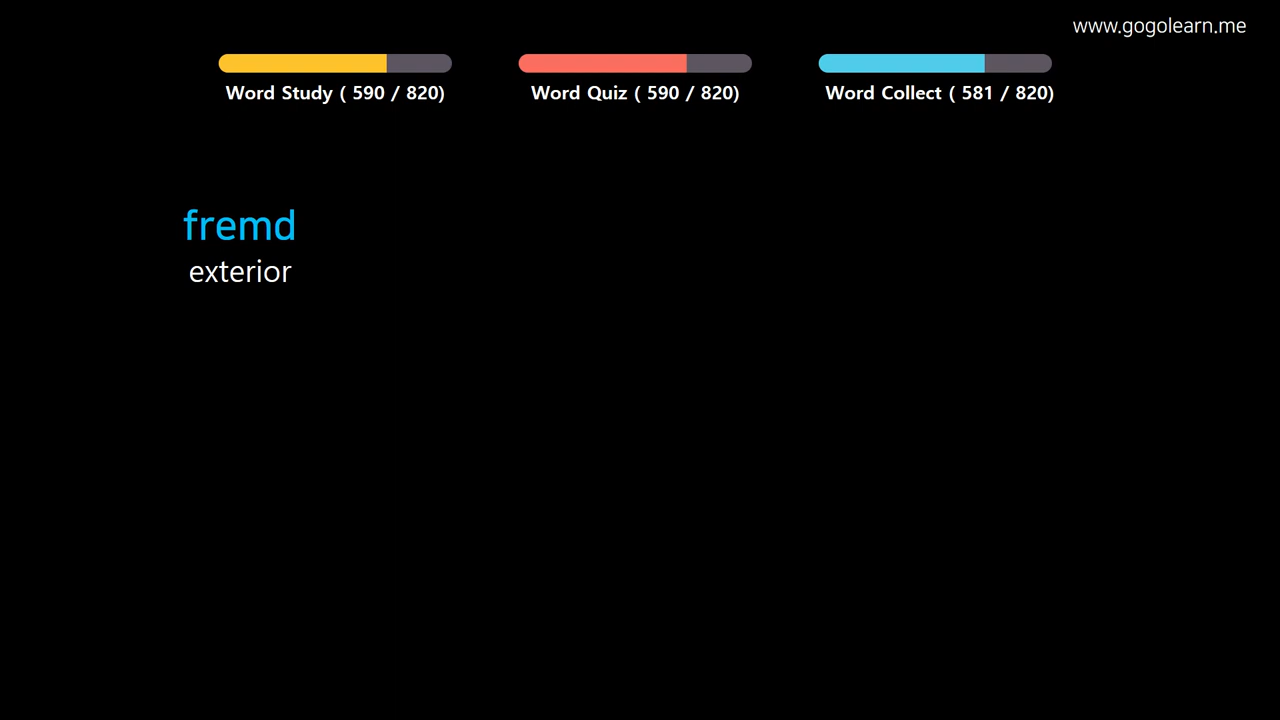 www.gogolearn.me
Word Study ( 590 / 820)
Word Quiz ( 590 / 820)
Word Collect ( 581 / 820)
fremd
exterior